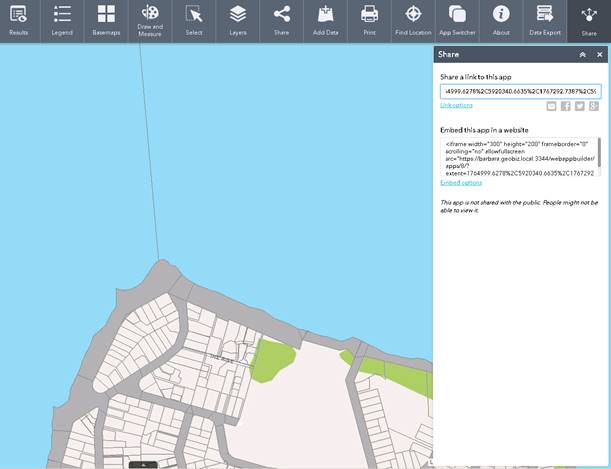 Results
Legend
Basemaps
Draw and
Measure
Select
Layers
Share
Add Data
Print
Find Location
App Switcher
About
Data Export
Share
Share
Share a link to this app
4999.6278%2C5920340.6635%2C1767292.7387%2C59
Link options
Embed this app in a website
<iframe width="300" height="200" frameborder="0"
scrolling="no" allowfullscreen
src="https://barbara.geobiz.local:3344/webappbuilder/
apps/8/?
extent=1764999.6278%2C5920340.6635%2C1767292
Embed options
This app is not shared with the public. People might not
be able to view it.
THE RISE